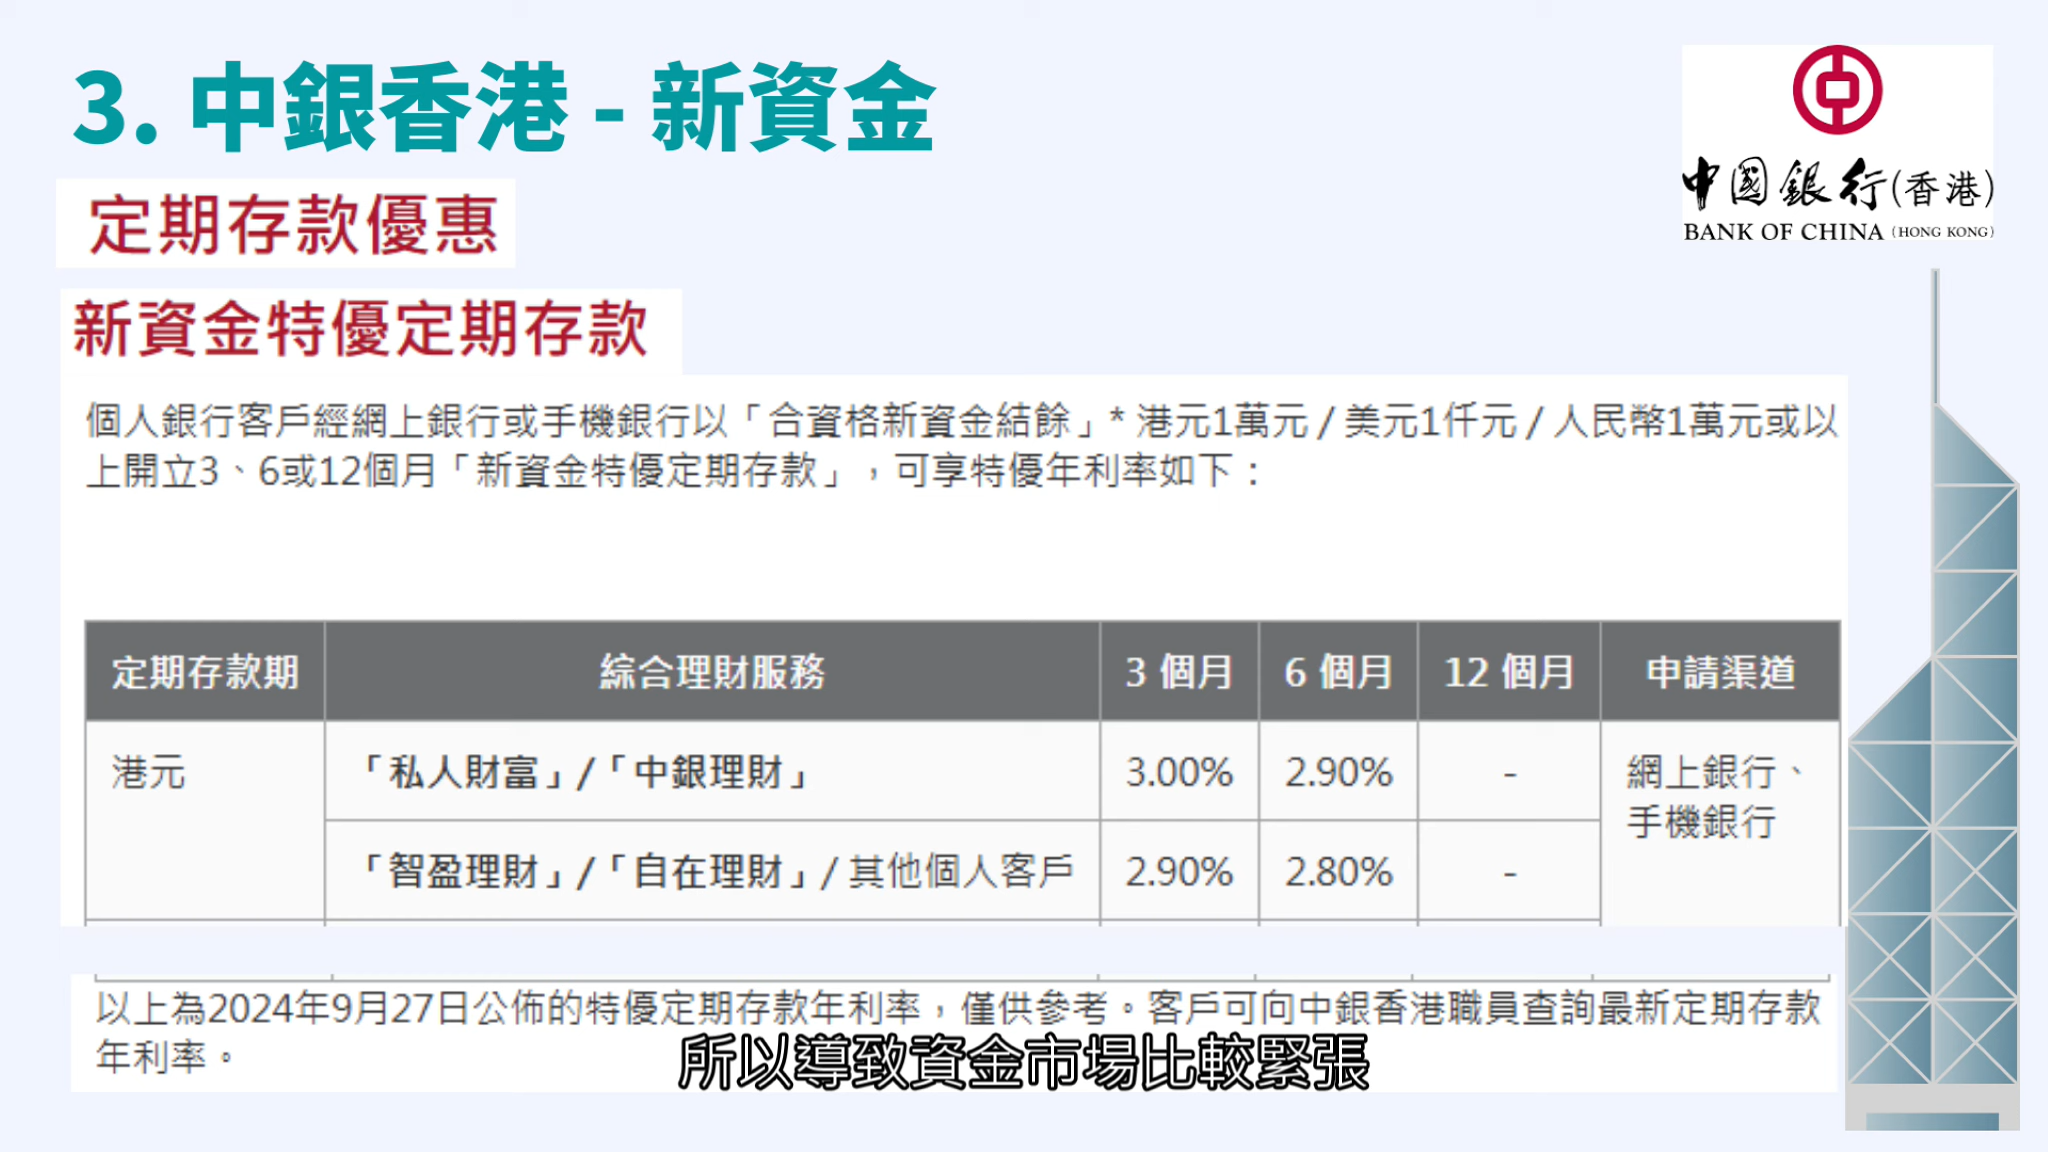 3. 中銀香港 - 新資金
中國銀行(香港)
BANK OF CHINA (HONG KONG)
定期存款優惠
新資金特優定期存款
個人銀行客戶經網上銀行或手機銀行以「合資格新資金結餘」* 港元1萬元 / 美元1仟元 / 人民幣1萬元或以
上開立3、6或12個月「新資金特優定期存款」，可享特優年利率如下：
定期存款期 綜合理財服務 3 個月 6 個月 12 個月 申請渠道
港元 「私人財富」/「中銀理財」 3.00% 2.90% - 網上銀行、
手機銀行
「智盈理財」/「自在理財」/ 其他個人客戶 2.90% 2.80% -
以上為2024年9月27日公佈的特優定期存款年利率，僅供參考。客戶可向中銀香港職員查詢最新定期存款
年利率。
所以導致資金市場比較緊張